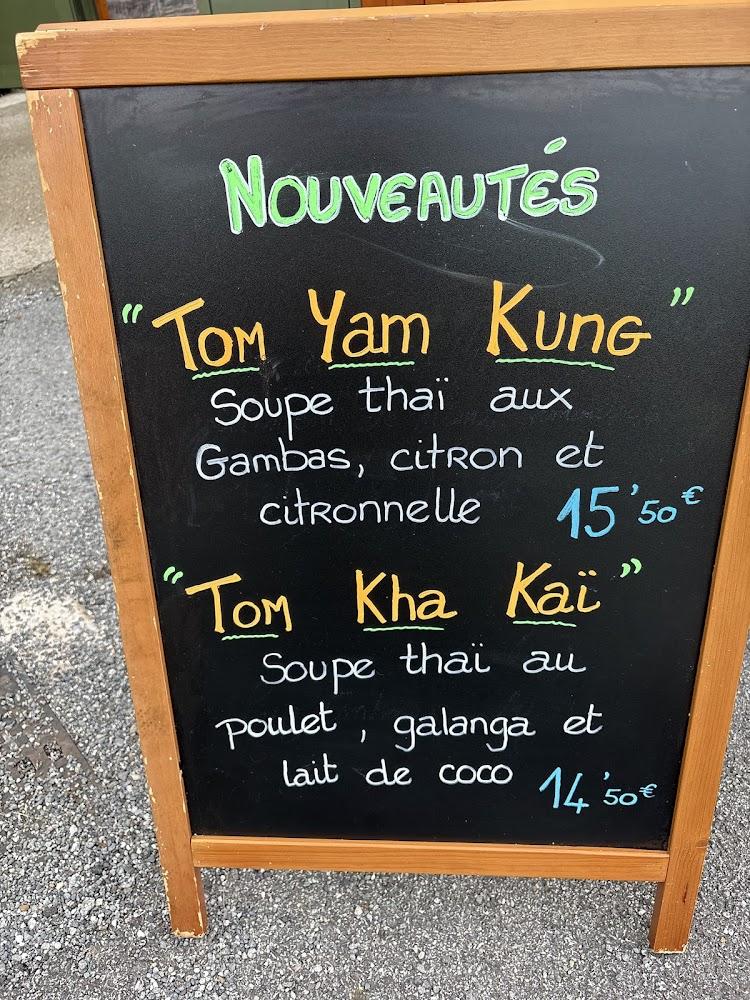 NOUVEAUTÉS
"TOM Yam KUNG"
Soupe thaï aux
Gambas, citron et
citronnelle 15'50€
"TOM Kha Kaï"
Soupe thaï au
poulet, galanga et
lait de coco 14'50€